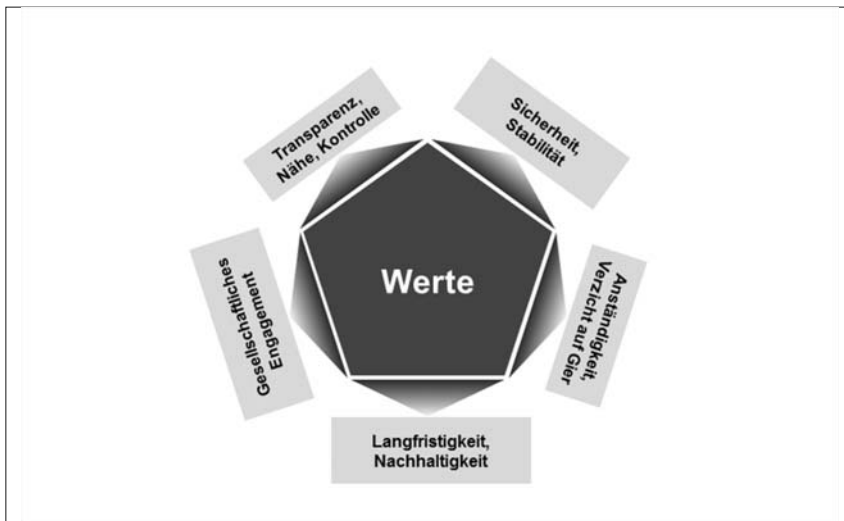 Transparenz,
Nähe, Kontrolle
Sicherheit,
Stabilität
Gesellschaftliches
Engagement
Werte
Anständigkeit,
Verzicht auf Gier
Langfristigkeit,
Nachhaltigkeit